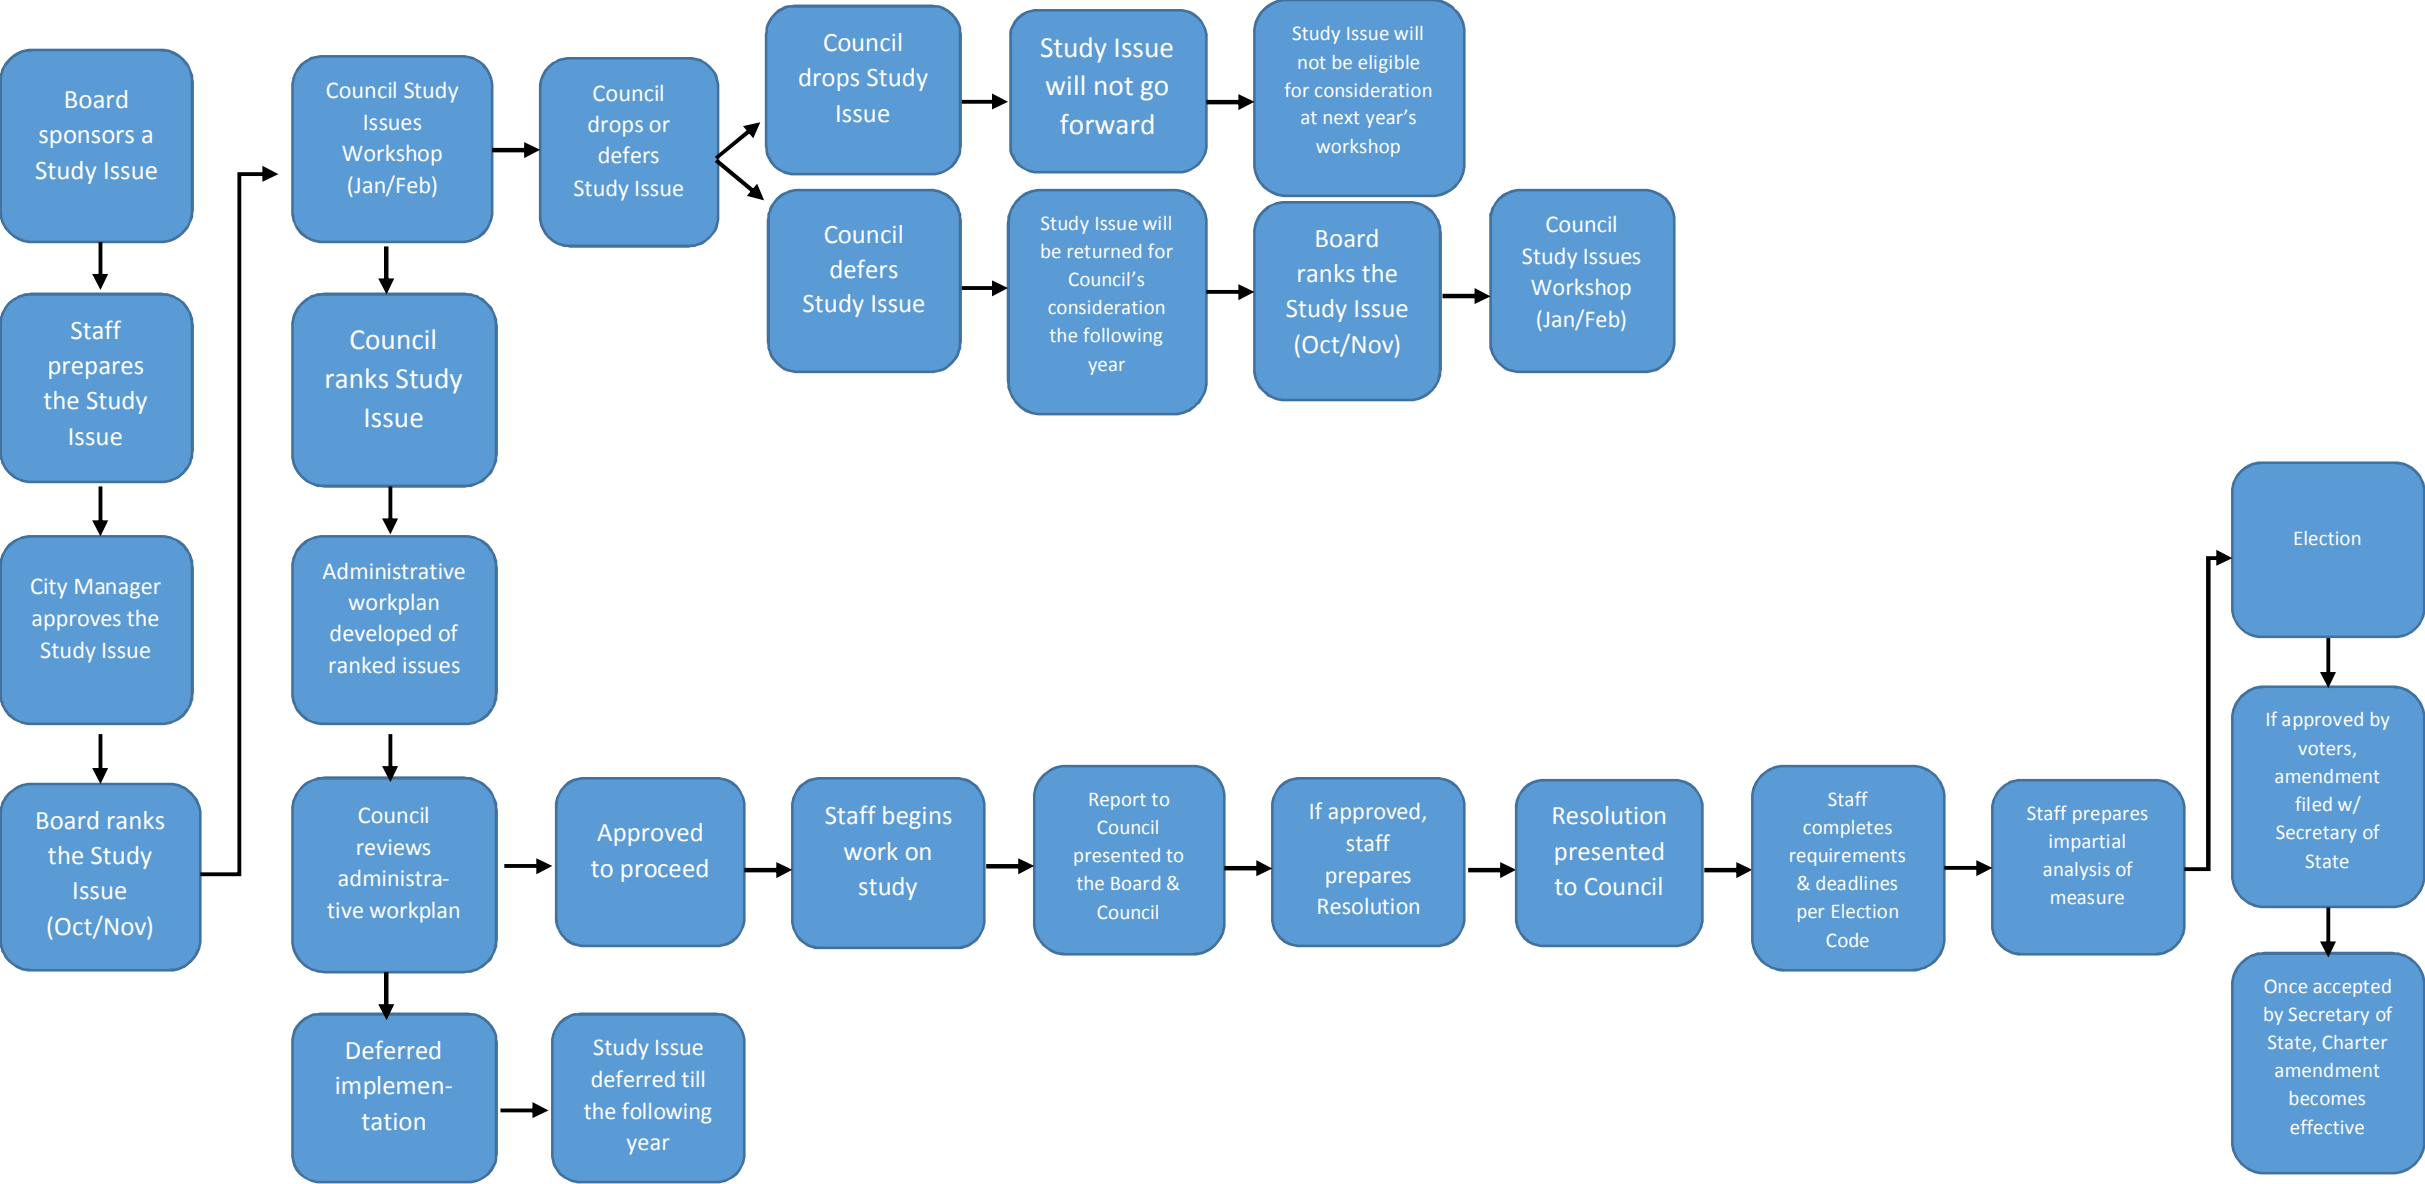 Board
sponsors a
Study Issue
Staff
prepares
the Study
Issue
City Manager
approves the
Study Issue
Board ranks
the Study
Issue
(Oct/Nov)
Council Study
Issues
Workshop
(Jan/Feb)
Council
drops or
defers
Study Issue
Council
drops Study
Issue
Study Issue
will not go
forward
Study Issue will
not be eligible
for consideration
at next year’s
workshop
Council
defers
Study Issue
Study Issue will
be returned for
Council’s
consideration
the following
year
Board
ranks the
Study Issue
(Oct/Nov)
Council
Study Issues
Workshop
(Jan/Feb)
Council
ranks Study
Issue
Administrative
workplan
developed of
ranked issues
Council
reviews
administra-
tive workplan
Approved
to proceed
Staff begins
work on
study
Report to
Council
presented to
the Board &
Council
If approved,
staff
prepares
Resolution
Resolution
presented
to Council
Staff
completes
requirements
& deadlines
per Election
Code
Staff prepares
impartial
analysis of
measure
Election
If approved by
voters,
amendment
filed w/
Secretary of
State
Once accepted
by Secretary of
State, Charter
amendment
becomes
effective
Deferred
implemen-
tation
Study Issue
deferred till
the following
year